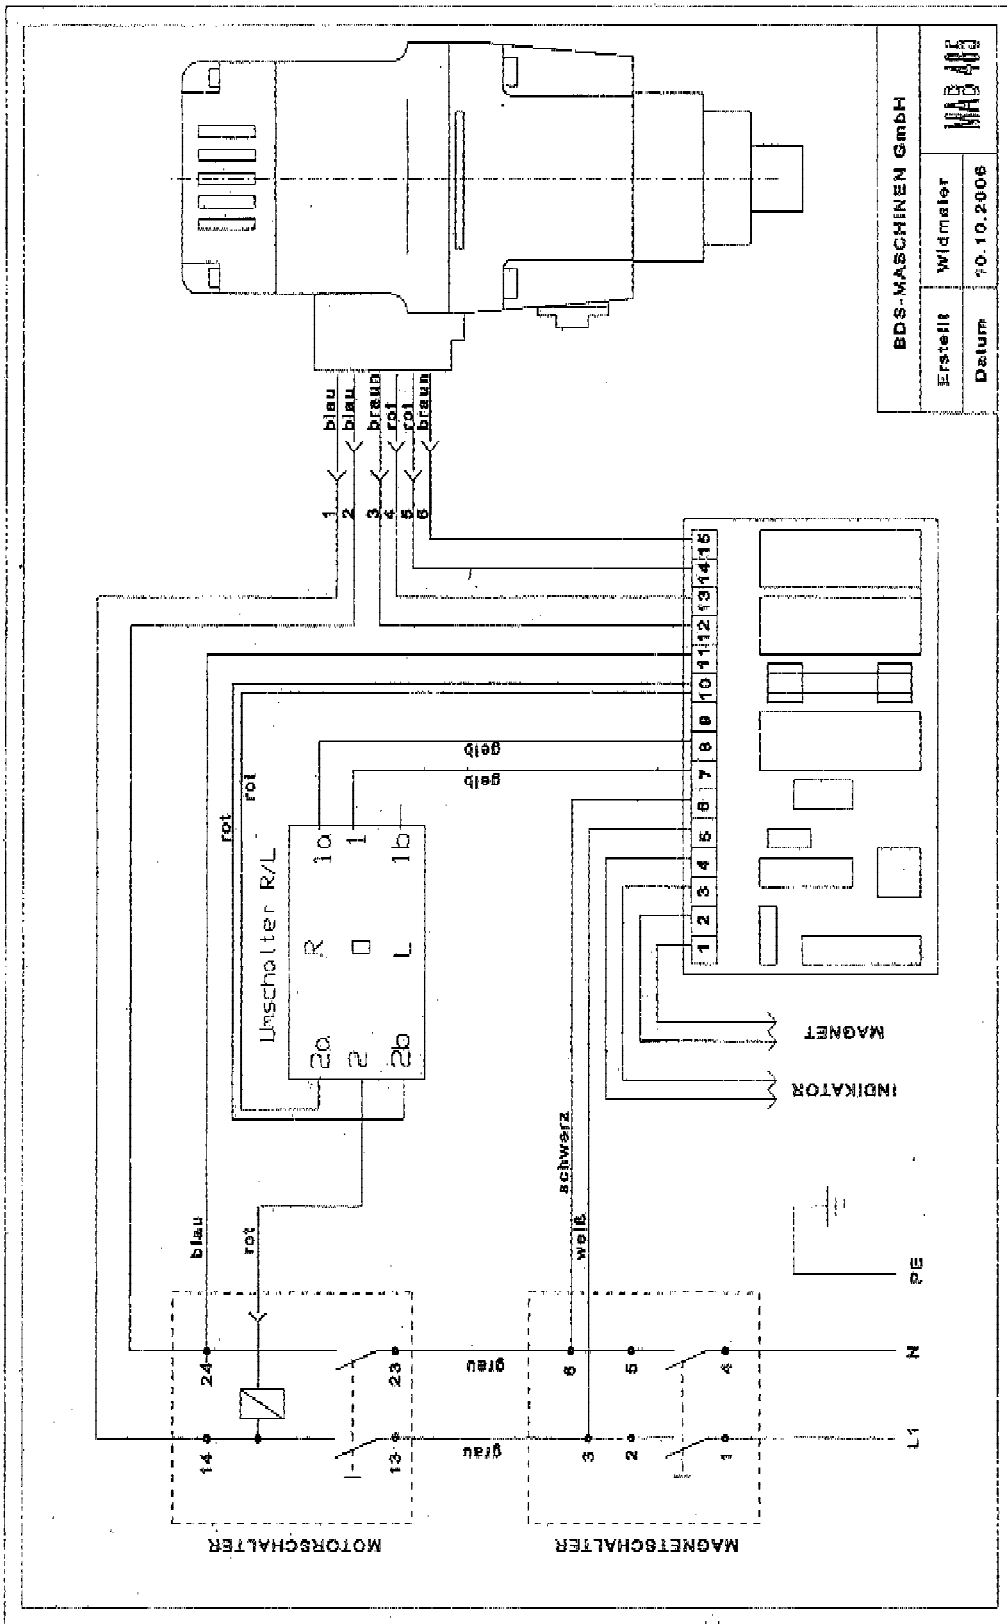 BDS-MASCHINEN GmbH
Erstellt Widmaier
MAB 485
Datum 10.10.2006
blau
blau
braun
rot
rot
braun
1
2
3
4
5
6
15
14
13
12
11
10
9
8
7
6
5
4
3
2
1
gelb
gelb
rot
rot
Umschalter R/L
1a
1
1b
R
0
L
2a
2
2b
MAGNET
INDIKATOR
schwarz
weiß
blau
rot
24
23
14
13
grau
grau
6
5
4
3
2
1
PE
N
L1
MOTORSCHALTER
MAGNETSCHALTER